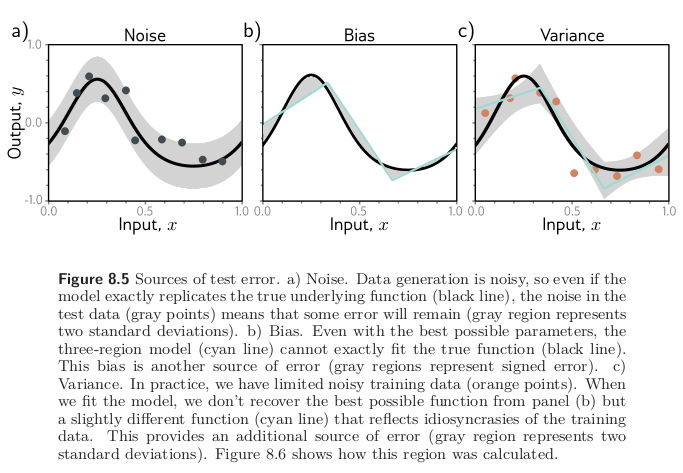 a) Noise b) Bias c) Variance
1.0
0.0
-1.0
Output, y
0.0 0.5 1.0 0.0 0.5 1.0 0.0 0.5 1.0
Input, x Input, x Input, x
Figure 8.5 Sources of test error. a) Noise. Data generation is noisy, so even if the
model exactly replicates the true underlying function (black line), the noise in the
test data (gray points) means that some error will remain (gray region represents
two standard deviations). b) Bias. Even with the best possible parameters, the
three-region model (cyan line) cannot exactly fit the true function (black line).
This bias is another source of error (gray regions represent signed error). c)
Variance. In practice, we have limited noisy training data (orange points). When
we fit the model, we don't recover the best possible function from panel (b) but
a slightly different function (cyan line) that reflects idiosyncrasies of the training
data. This provides an additional source of error (gray region represents two
standard deviations). Figure 8.6 shows how this region was calculated.